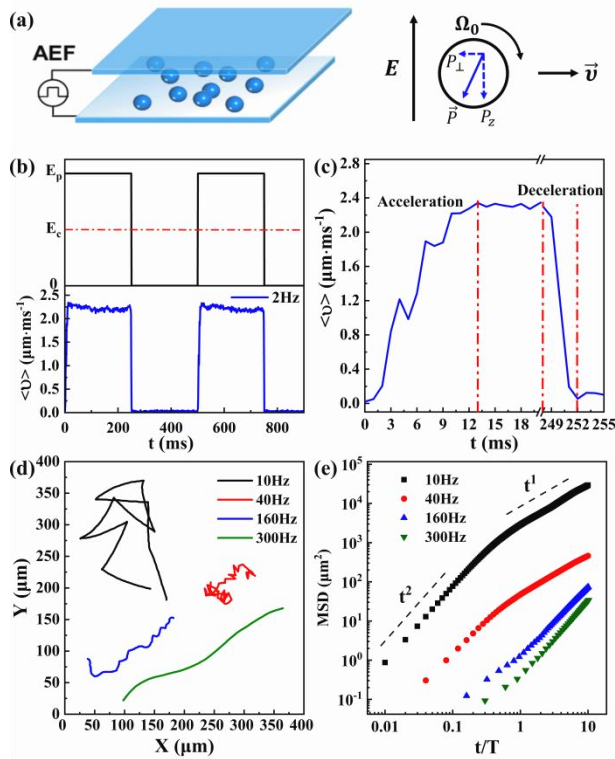 (a)
AEF
E
Ω₀
P⊥
P⃗
P_z
υ⃗
(b)
E_p
E_c
0
2.5
2.0
1.5
1.0
0.5
0.0
2Hz
<υ> (μm·ms⁻¹)
0 200 400 600 800
t (ms)
(c)
2.8
2.4
2.0
1.6
1.2
0.8
0.4
0.0
Acceleration
Deceleration
<υ> (μm·ms⁻¹)
0 3 6 9 12 15 18 249 252 255
t (ms)
(d)
400
350
300
250
200
150
100
50
0
10Hz
40Hz
160Hz
300Hz
Y (μm)
0 50 100 150 200 250 300 350 400
X (μm)
(e)
10⁵
10⁴
10³
10²
10¹
10⁰
10⁻¹
10Hz
40Hz
160Hz
300Hz
t¹
t²
MSD (μm²)
0.01 0.1 1 10
t/T